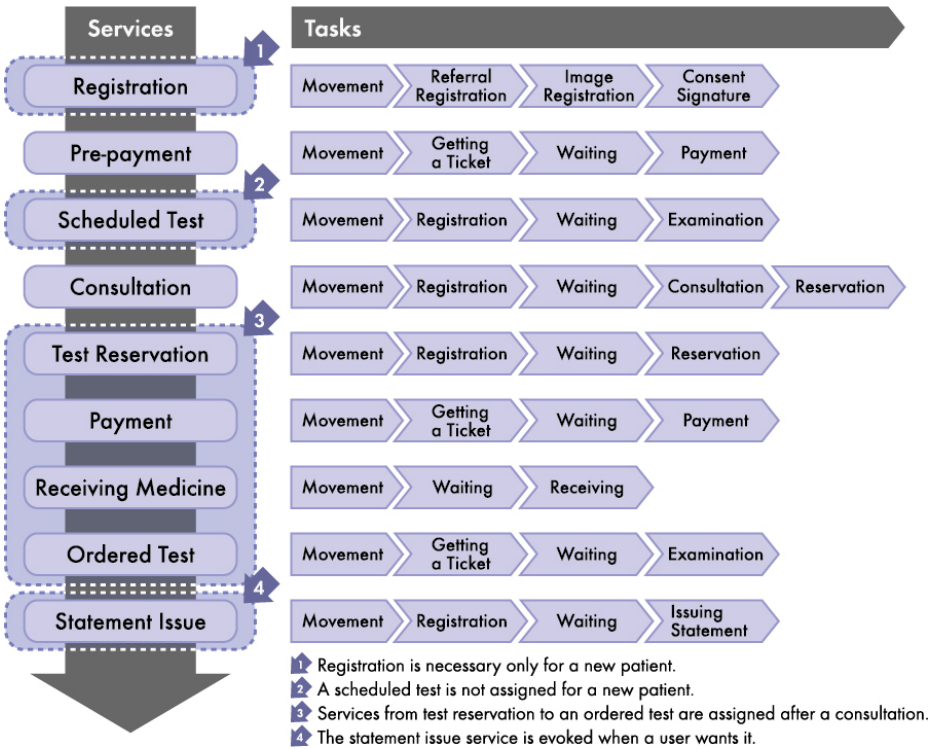 Services
Tasks
1
Registration
Movement
Referral
Registration
Image
Registration
Consent
Signature
Pre-payment
Movement
Getting
a Ticket
Waiting
Payment
2
Scheduled Test
Movement
Registration
Waiting
Examination
Consultation
Movement
Registration
Waiting
Consultation
Reservation
3
Test Reservation
Movement
Registration
Waiting
Reservation
Payment
Movement
Getting
a Ticket
Waiting
Payment
Receiving Medicine
Movement
Waiting
Receiving
Ordered Test
Movement
Getting
a Ticket
Waiting
Examination
4
Statement Issue
Movement
Registration
Waiting
Issuing
Statement
1 Registration is necessary only for a new patient.
2 A scheduled test is not assigned for a new patient.
3 Services from test reservation to an ordered test are assigned after a consultation.
4 The statement issue service is evoked when a user wants it.